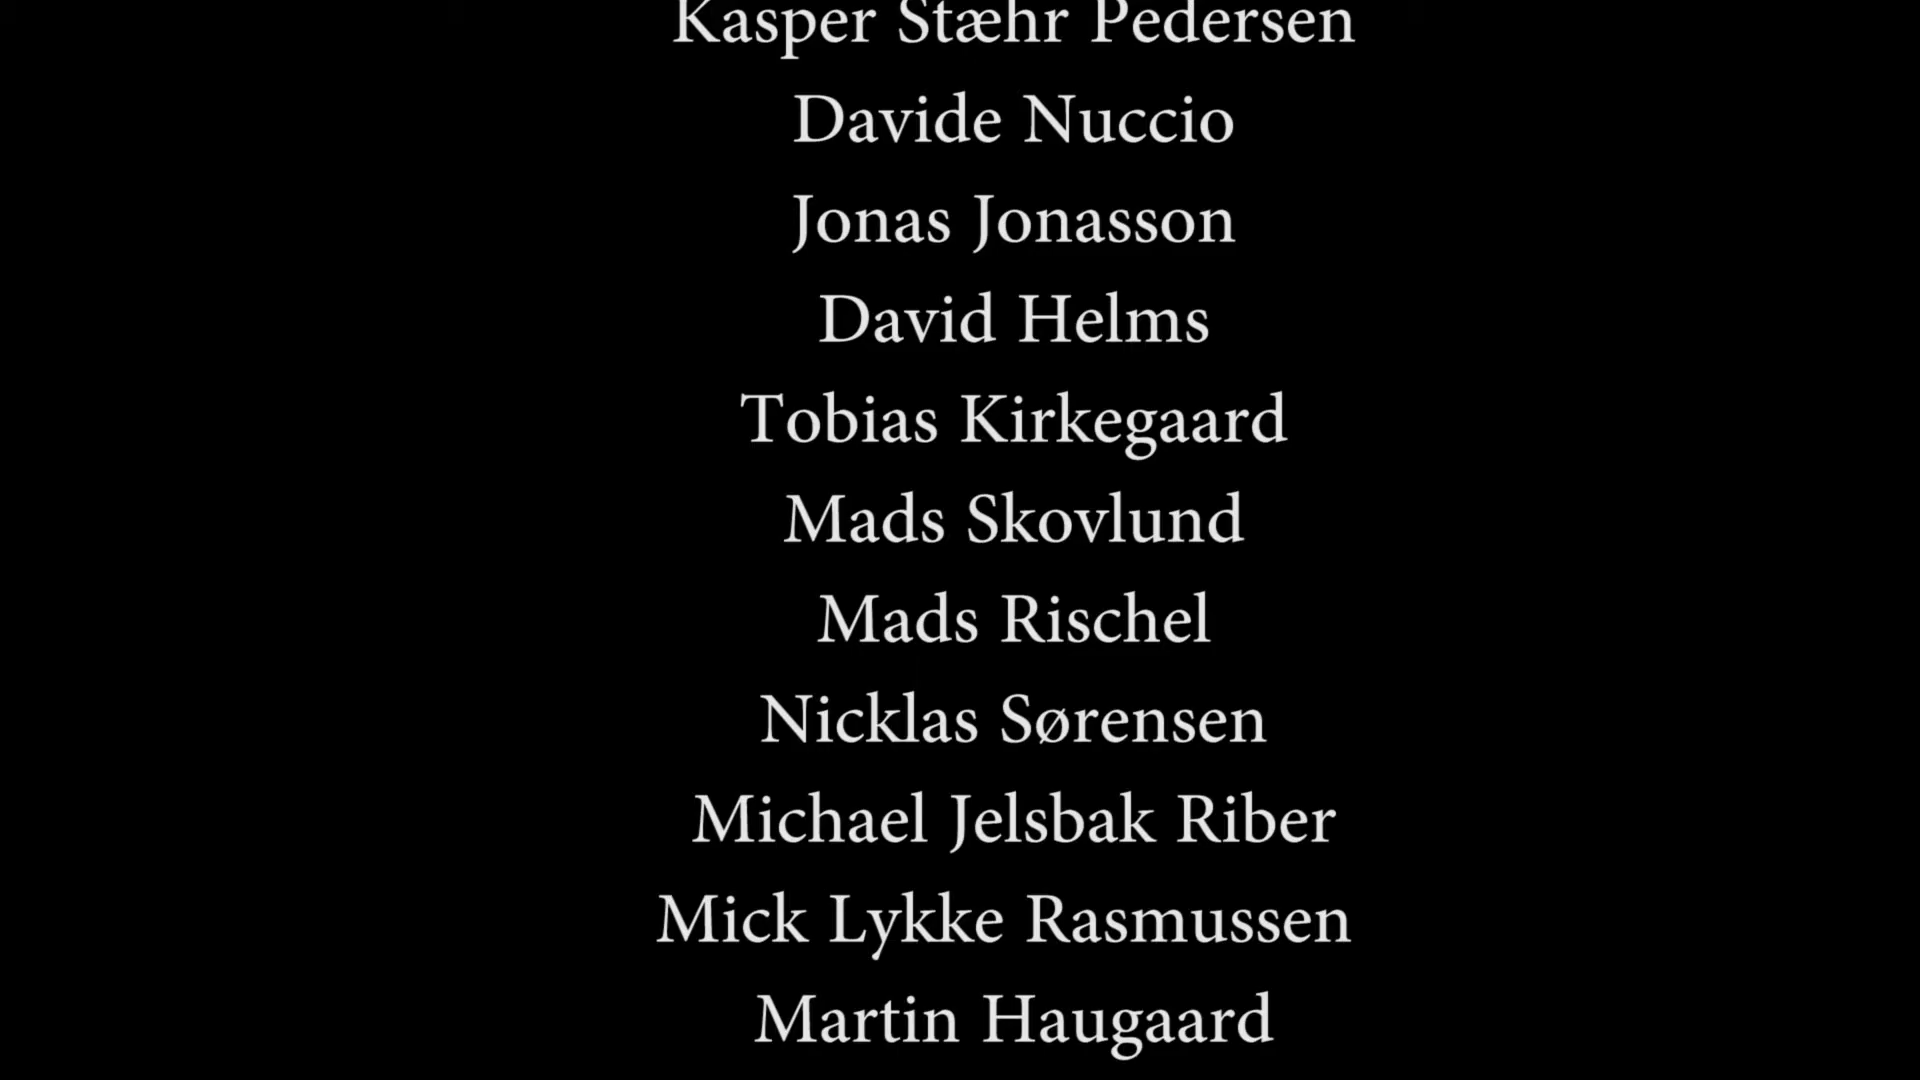 Kasper Stæhr Pedersen
Davide Nuccio
Jonas Jonasson
David Helms
Tobias Kirkegaard
Mads Skovlund
Mads Rischel
Nicklas Sørensen
Michael Jelsbak Riber
Mick Lykke Rasmussen
Martin Haugaard